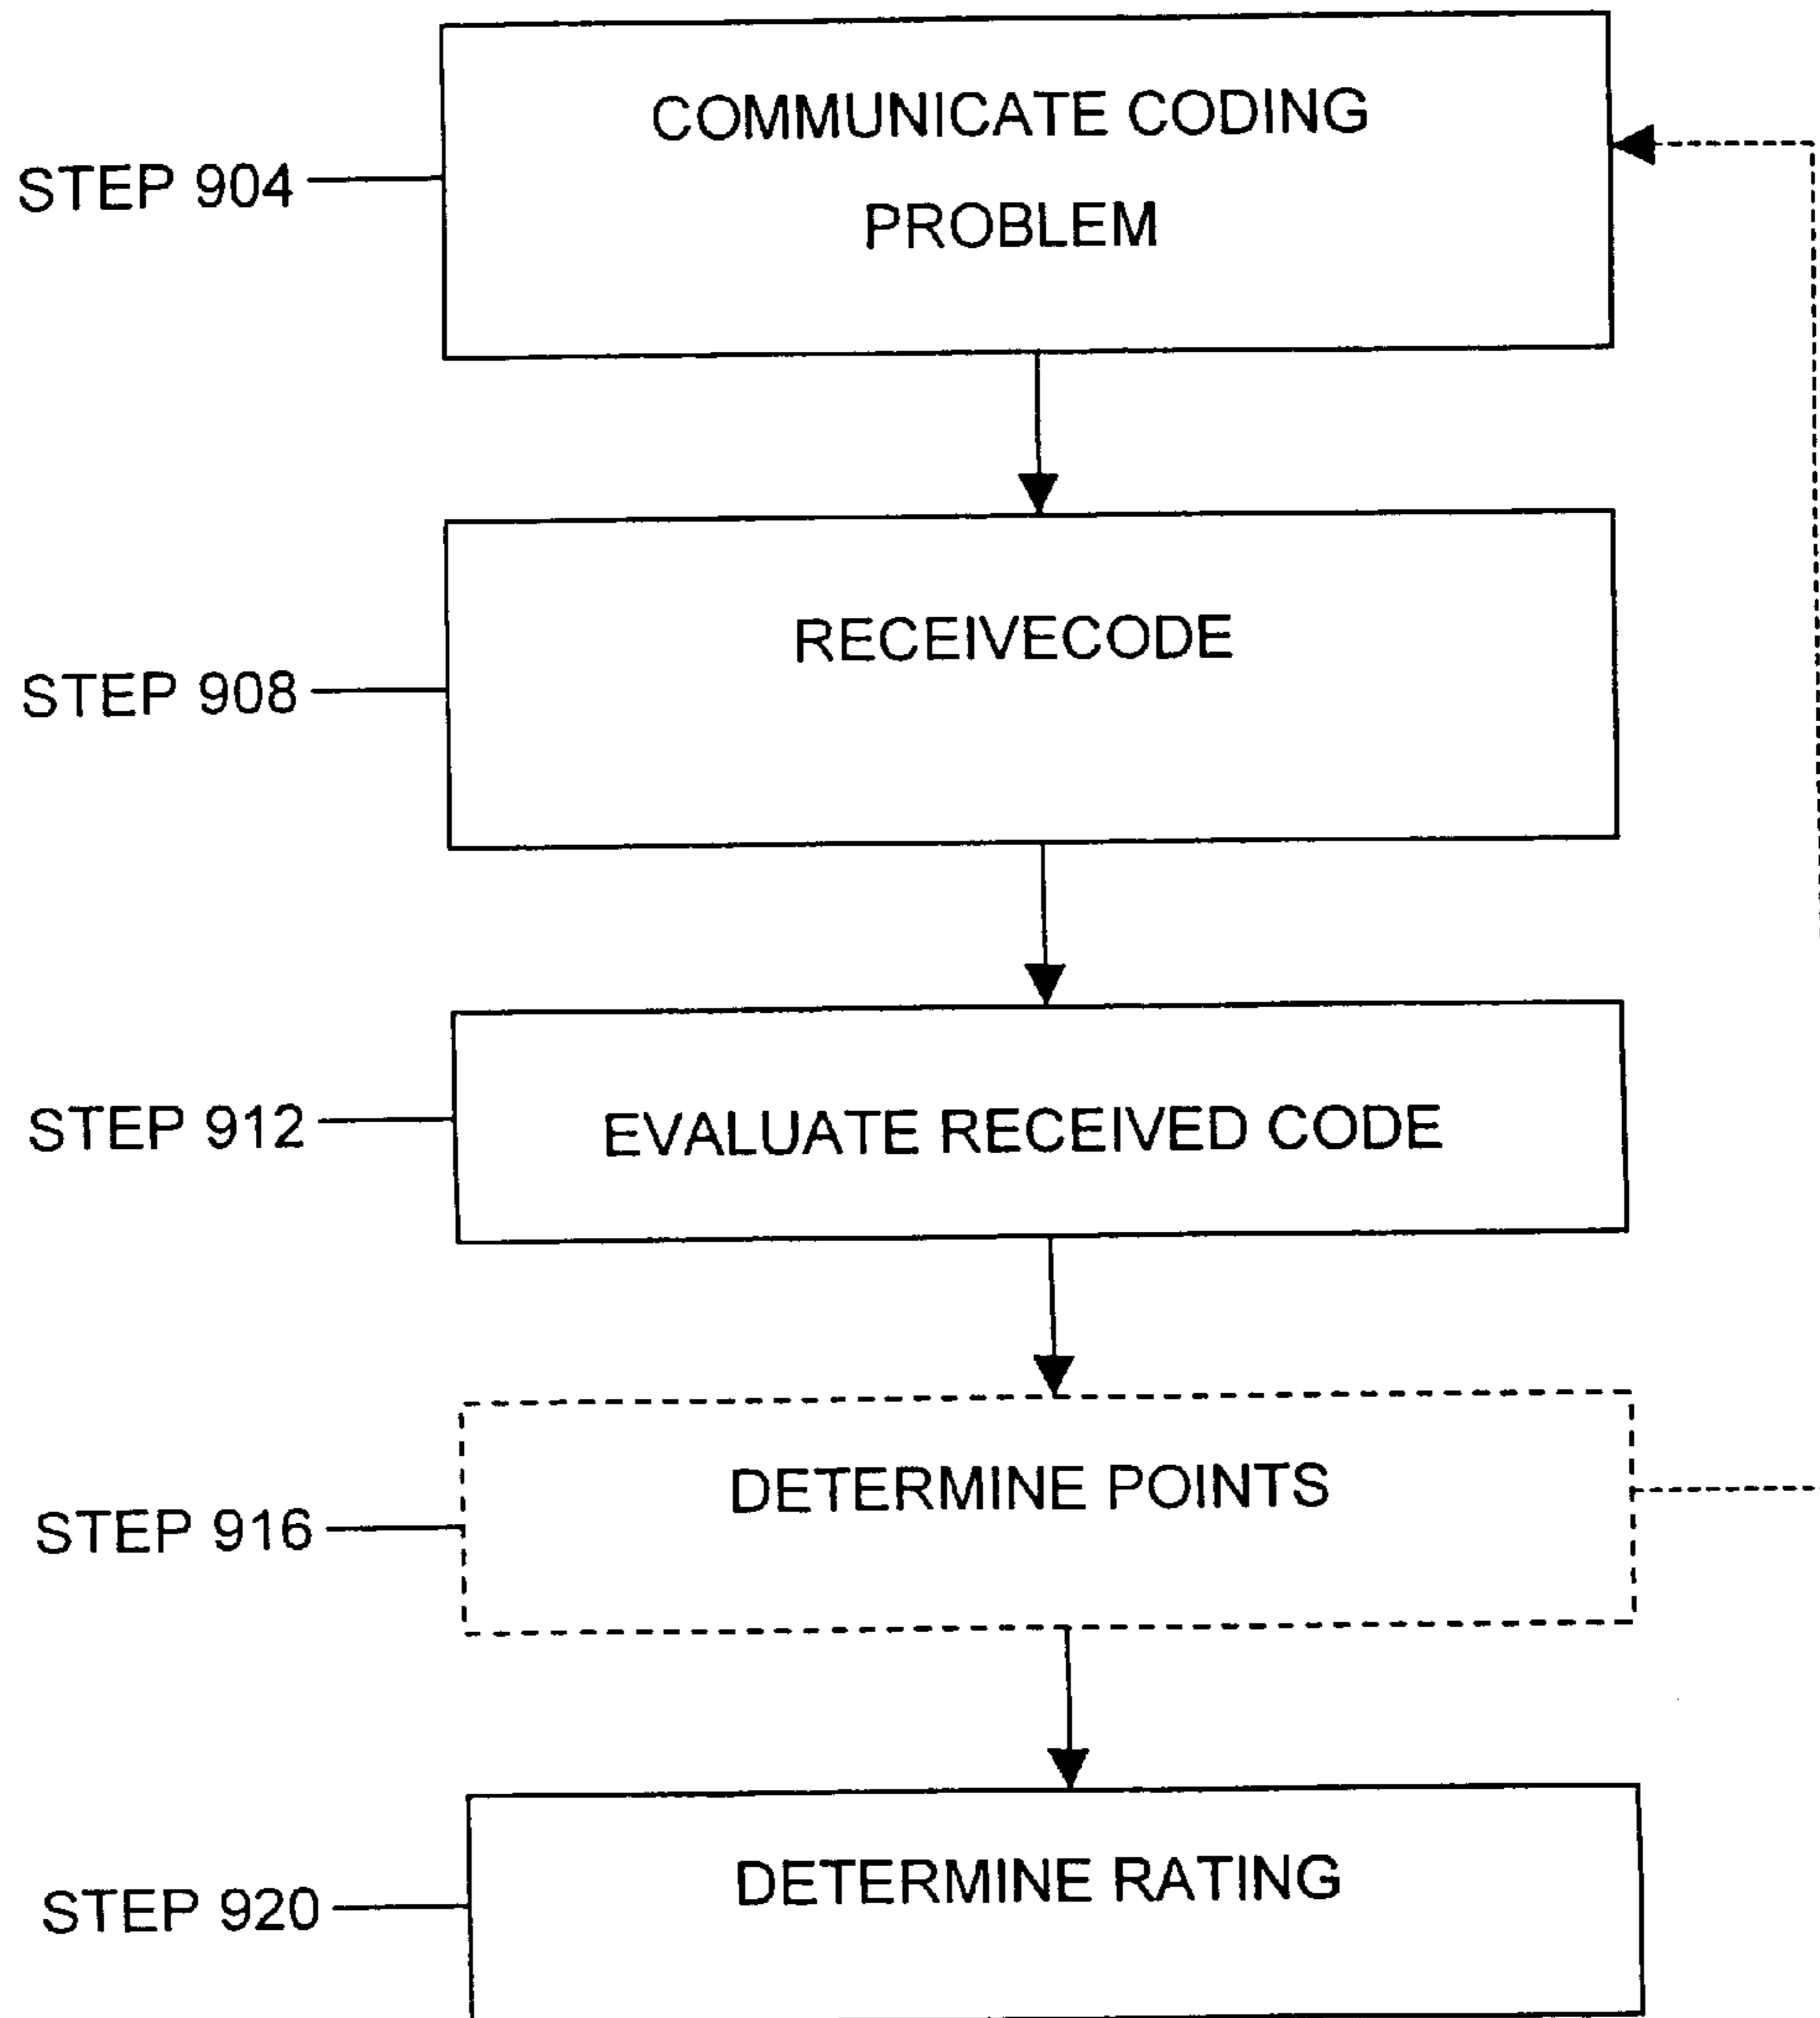 COMMUNICATE CODING
PROBLEM
STEP 904
RECEIVECODE
STEP 908
EVALUATE RECEIVED CODE
STEP 912
DETERMINE POINTS
STEP 916
DETERMINE RATING
STEP 920